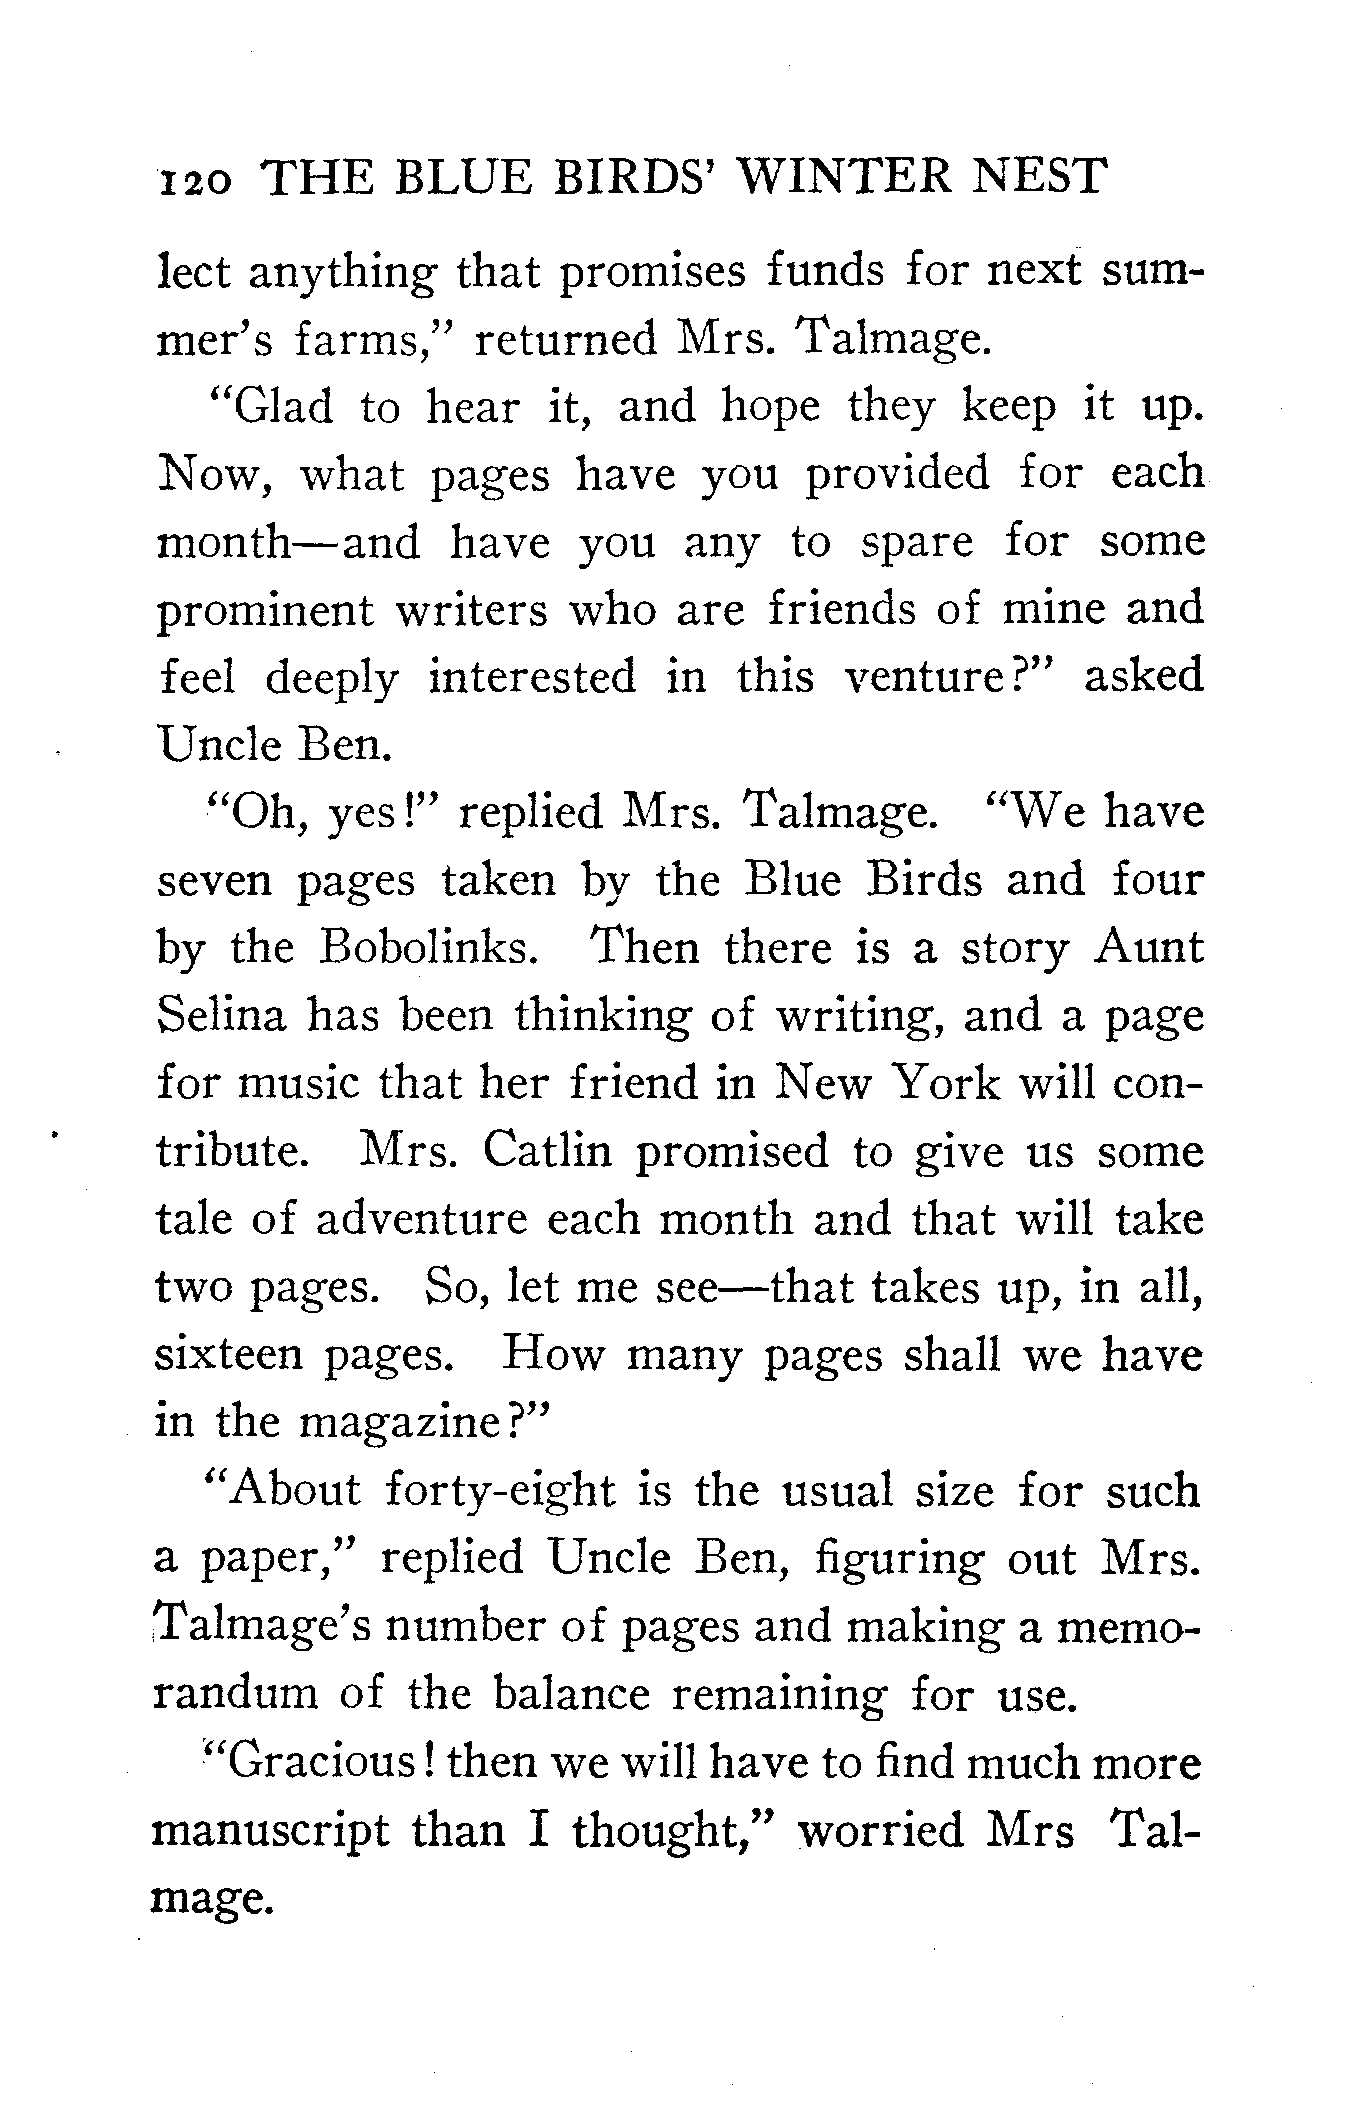 120 THE BLUE BIRDS' WINTER NEST
lect anything that promises funds for next sum-
mer's farms," returned Mrs. Talmage.
"Glad to hear it, and hope they keep it up.
Now, what pages have you provided for each
month—and have you any to spare for some
prominent writers who are friends of mine and
feel deeply interested in this venture?" asked
Uncle Ben.
"Oh, yes!" replied Mrs. Talmage. "We have
seven pages taken by the Blue Birds and four
by the Bobolinks. Then there is a story Aunt
Selina has been thinking of writing, and a page
for music that her friend in New York will con-
tribute. Mrs. Catlin promised to give us some
tale of adventure each month and that will take
two pages. So, let me see—that takes up, in all,
sixteen pages. How many pages shall we have
in the magazine?"
"About forty-eight is the usual size for such
a paper," replied Uncle Ben, figuring out Mrs.
Talmage's number of pages and making a memo-
randum of the balance remaining for use.
"Gracious! then we will have to find much more
manuscript than I thought," worried Mrs Tal-
mage.